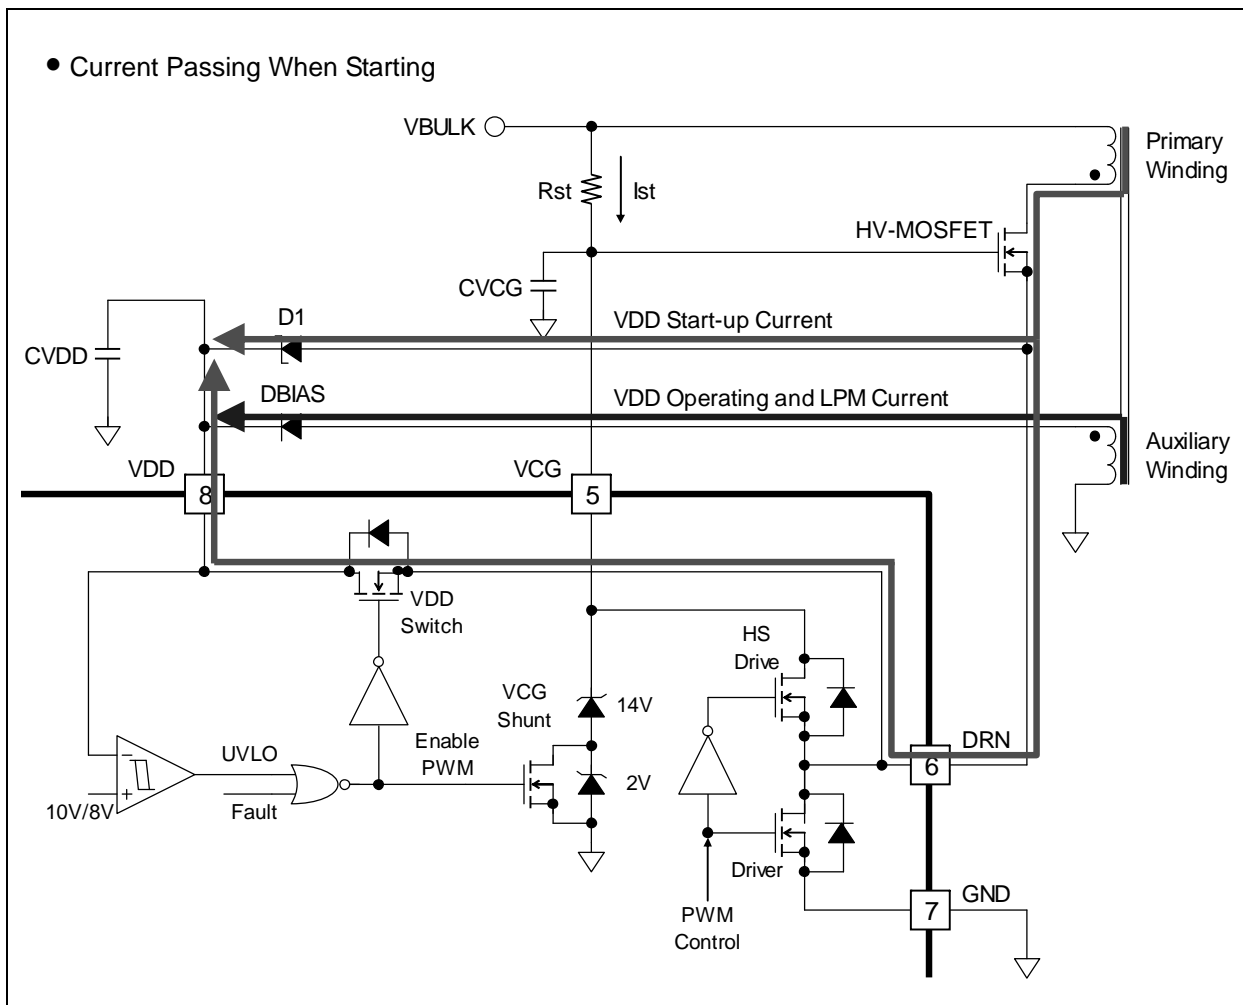 ● Current Passing When Starting
VBULK
Primary
Winding
Rst
Ist
HV-MOSFET
CVCG
D1
VDD Start-up Current
CVDD
DBIAS
VDD Operating and LPM Current
Auxiliary
Winding
VDD
VCG
8
5
VDD
Switch
HS
Drive
VCG
Shunt
14V
Enable
PWM
UVLO
DRN
6
2V
10V/8V
Fault
Driver
GND
7
PWM
Control